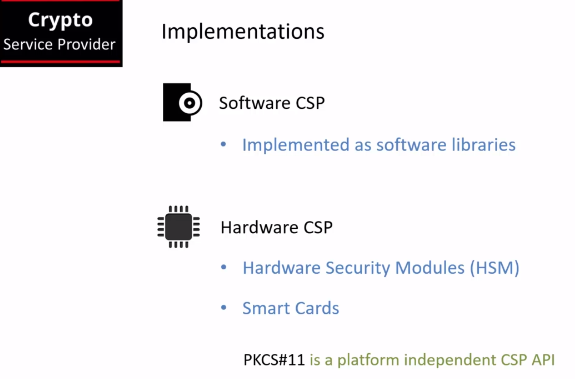 Crypto
Service Provider
Implementations
Software CSP
• Implemented as software libraries
Hardware CSP
• Hardware Security Modules (HSM)
• Smart Cards
PKCS#11 is a platform independent CSP API